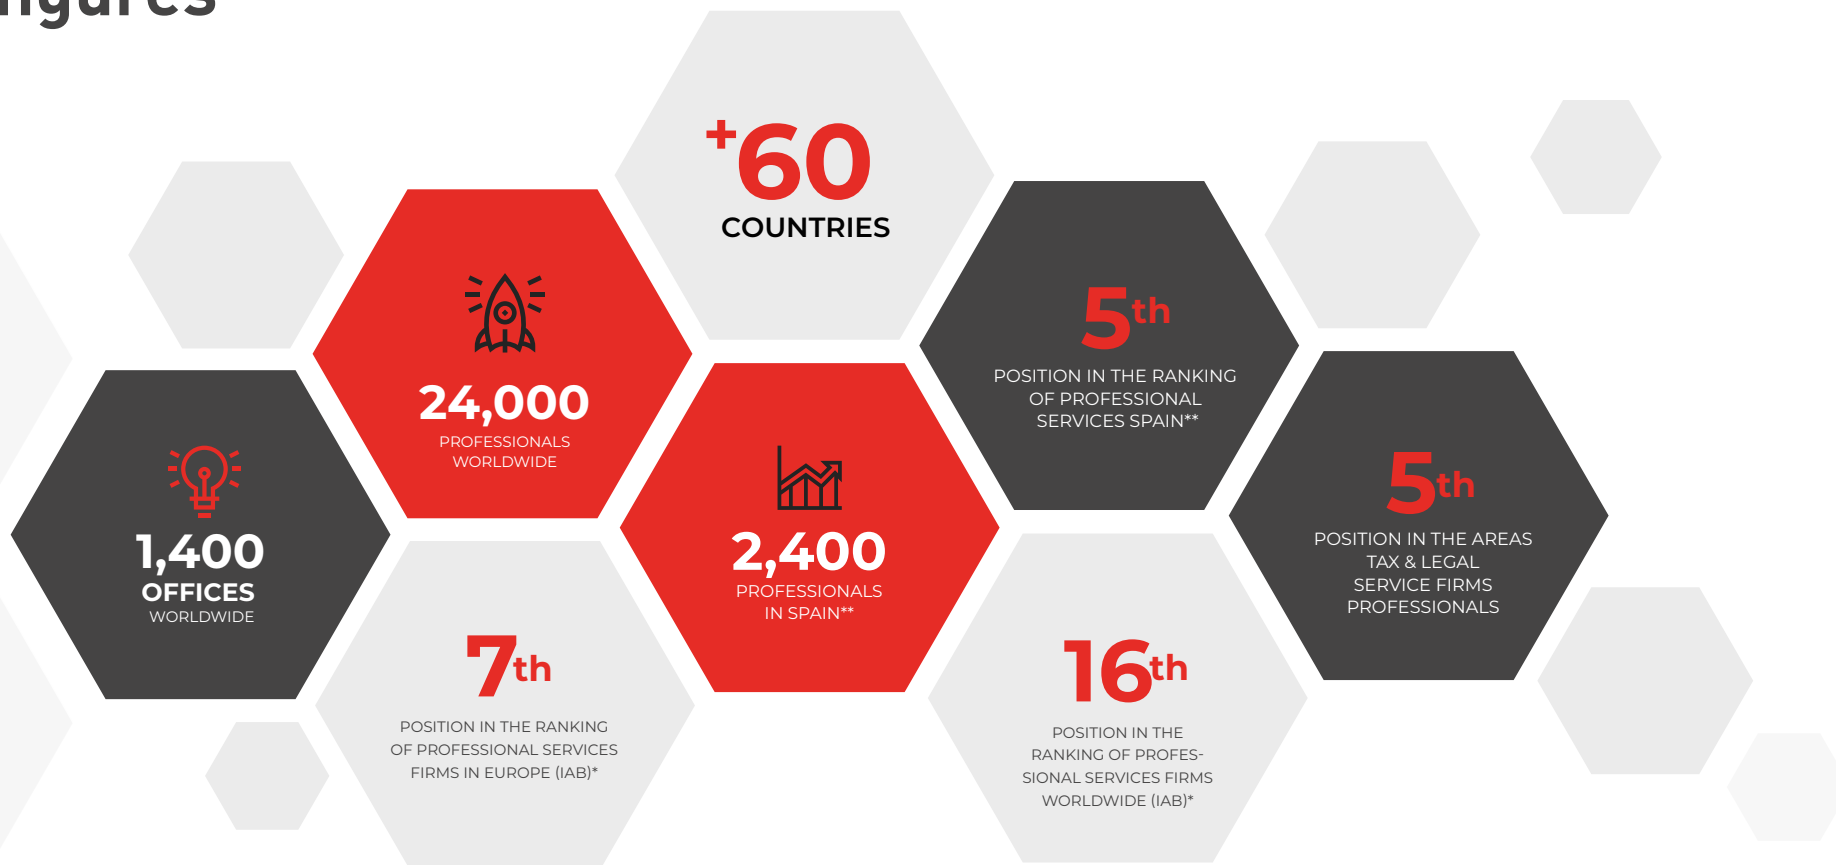 +60
COUNTRIES
24,000
PROFESSIONALS
WORLDWIDE
5th
POSITION IN THE RANKING
OF PROFESSIONAL
SERVICES SPAIN**
1,400
OFFICES
WORLDWIDE
2,400
PROFESSIONALS
IN SPAIN**
5th
POSITION IN THE AREAS
TAX & LEGAL
SERVICE FIRMS
PROFESSIONALS
7th
POSITION IN THE RANKING
OF PROFESSIONAL SERVICES
FIRMS IN EUROPE (IAB)*
16th
POSITION IN THE
RANKING OF PROFES-
SIONAL SERVICES FIRMS
WORLDWIDE (IAB)*